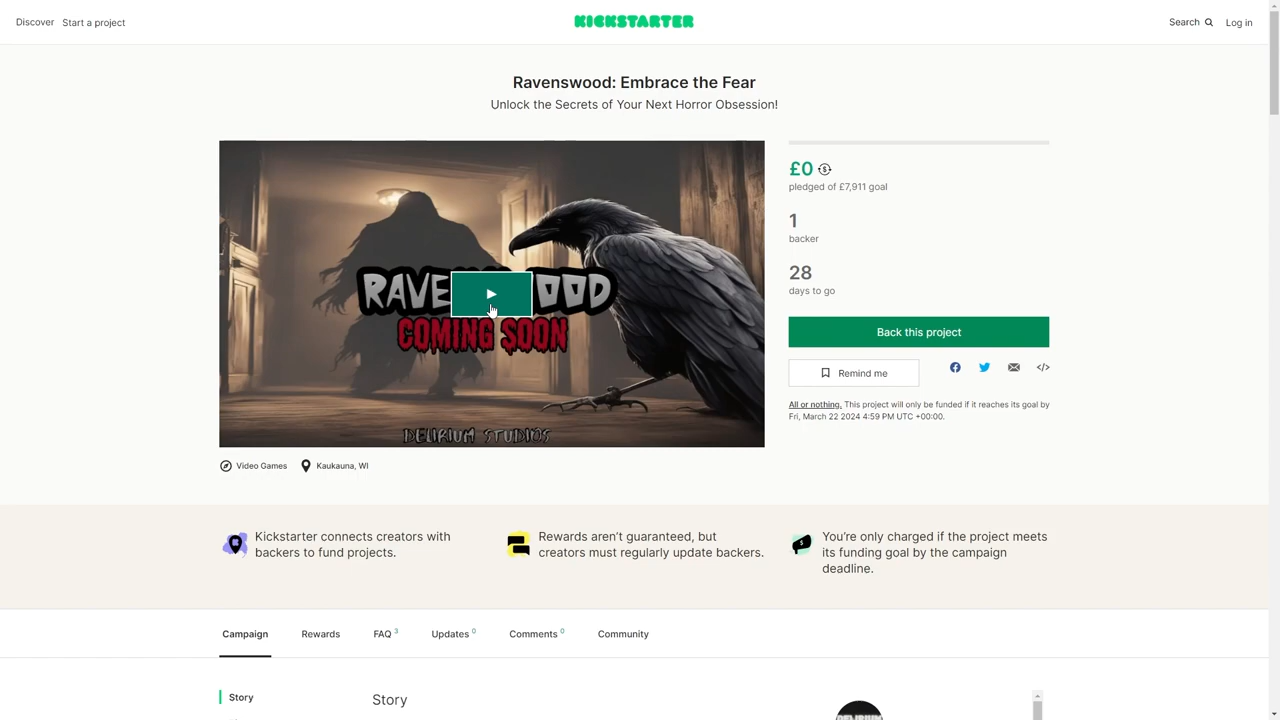 Discover
Start a project
KICKSTARTER
Search
Log in
Ravenswood: Embrace the Fear
Unlock the Secrets of Your Next Horror Obsession!
RAVE
OOD
COMING SOON
DELIRIUM STUDIOS
£0
pledged of £7,911 goal
1
backer
28
days to go
Back this project
Remind me
All or nothing. This project will only be funded if it reaches its goal by
Fri, March 22 2024 4:59 PM UTC +00:00.
Video Games
Kaukauna, WI
Kickstarter connects creators with
backers to fund projects.
Rewards aren’t guaranteed, but
creators must regularly update backers.
You’re only charged if the project meets
its funding goal by the campaign
deadline.
Campaign
Rewards
FAQ 3
Updates 0
Comments 0
Community
Story
Story
DELIRIUM